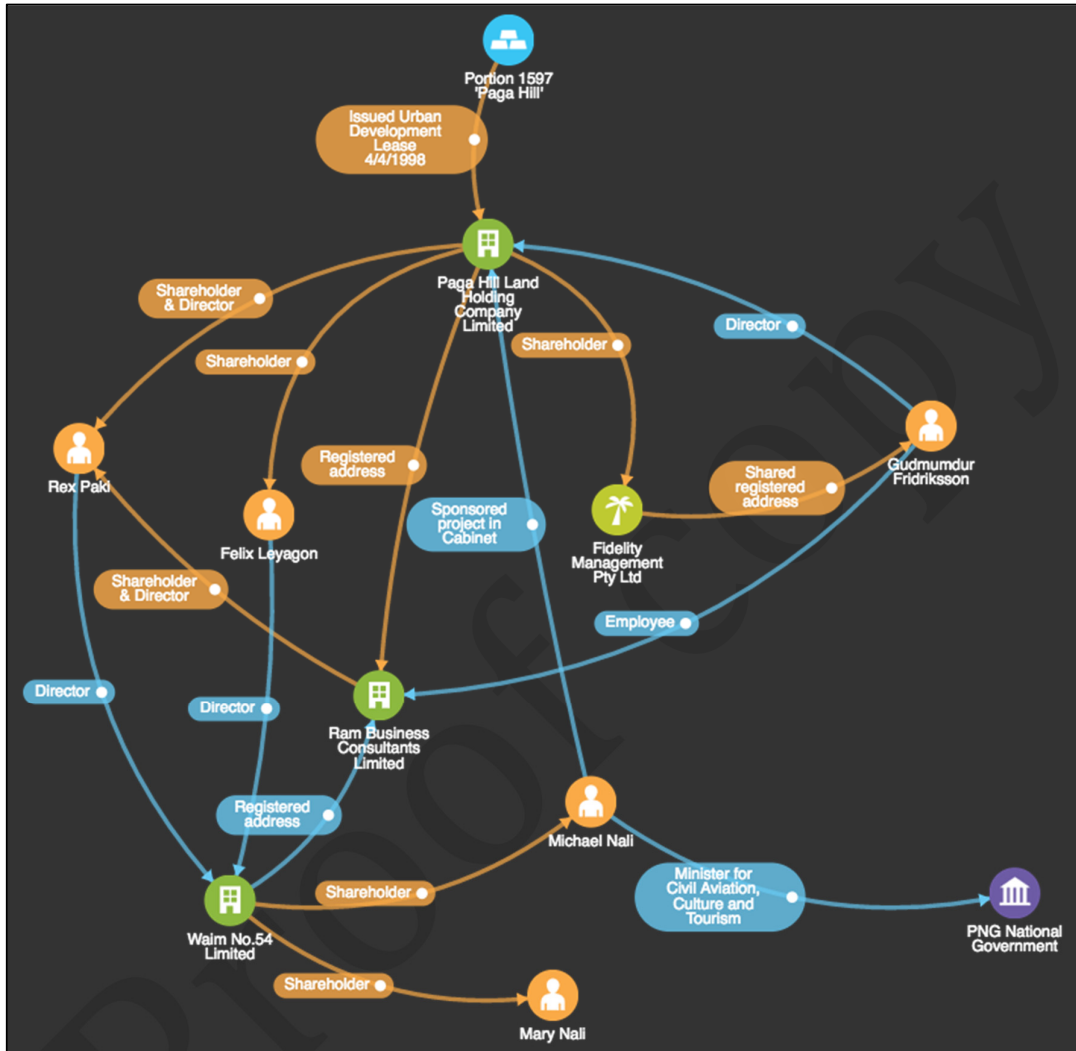 Portion 1597
'Paga Hill'
issued Urban
Development
Lease
4/4/1998
Paga Hill Land
Holding
Company
Limited
Shareholder
& Director
Director
Shareholder
Shareholder
Rex Paki
Registered
address
Shared
registered
address
Gudmumdur
Fridriksson
Felix Leyagon
Sponsored
project in
Cabinet
Fidelity
Management
Pty Ltd
Shareholder
& Director
Employee
Director
Director
Ram Business
Consultants
Limited
Registered
address
Michael Nali
Shareholder
Minister for
Civil Aviation,
Culture and
Tourism
Waim No.54
Limited
PNG National
Government
Shareholder
Mary Nali
Proof copy